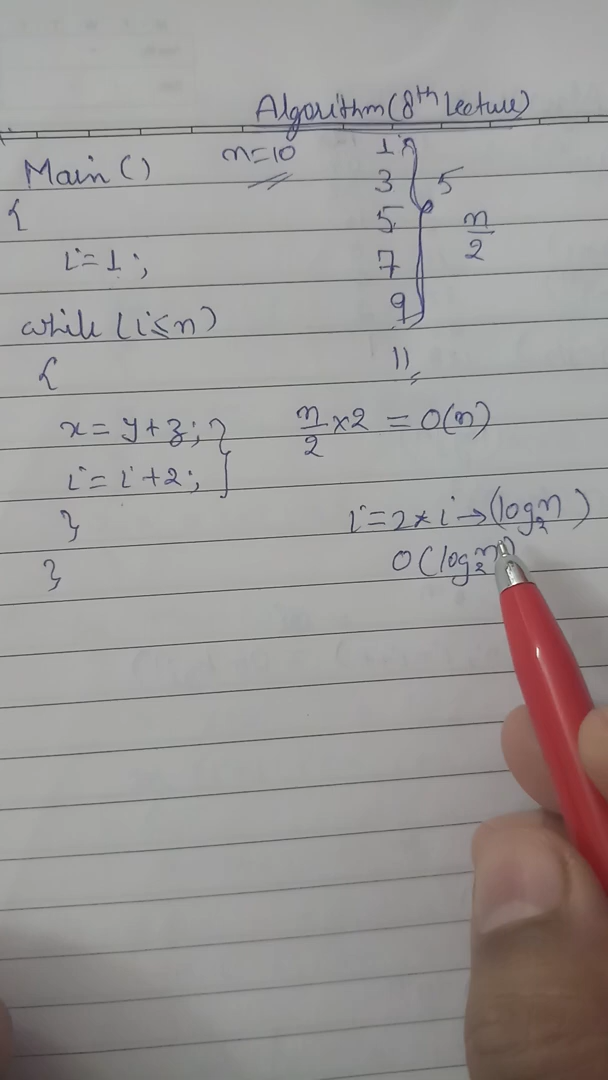 Algorithm (8th Lecture)
Main () n=10 1
3 5
{ 5 n/2
i=1; 7
while (i≤n) 9
{ 11
x=y+z; } n/2 × 2 = O(n)
i=i+2;
} i=2*i→(log₂n)
} O(log₂n)